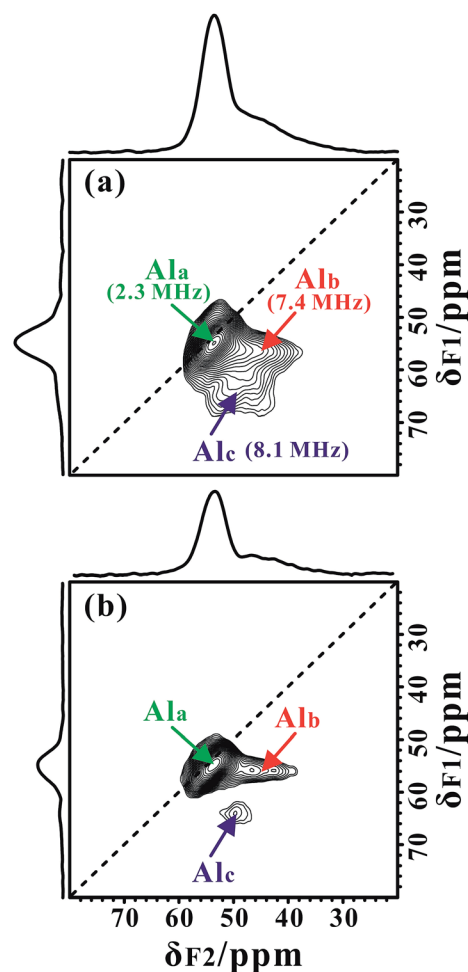 (a)
30
40
50
60
70
δF1/ppm
Ala
(2.3 MHz)
Alb
(7.4 MHz)
Alc (8.1 MHz)
(b)
30
40
50
60
70
δF1/ppm
Ala
Alb
Alc
70 60 50 40 30
δF2/ppm